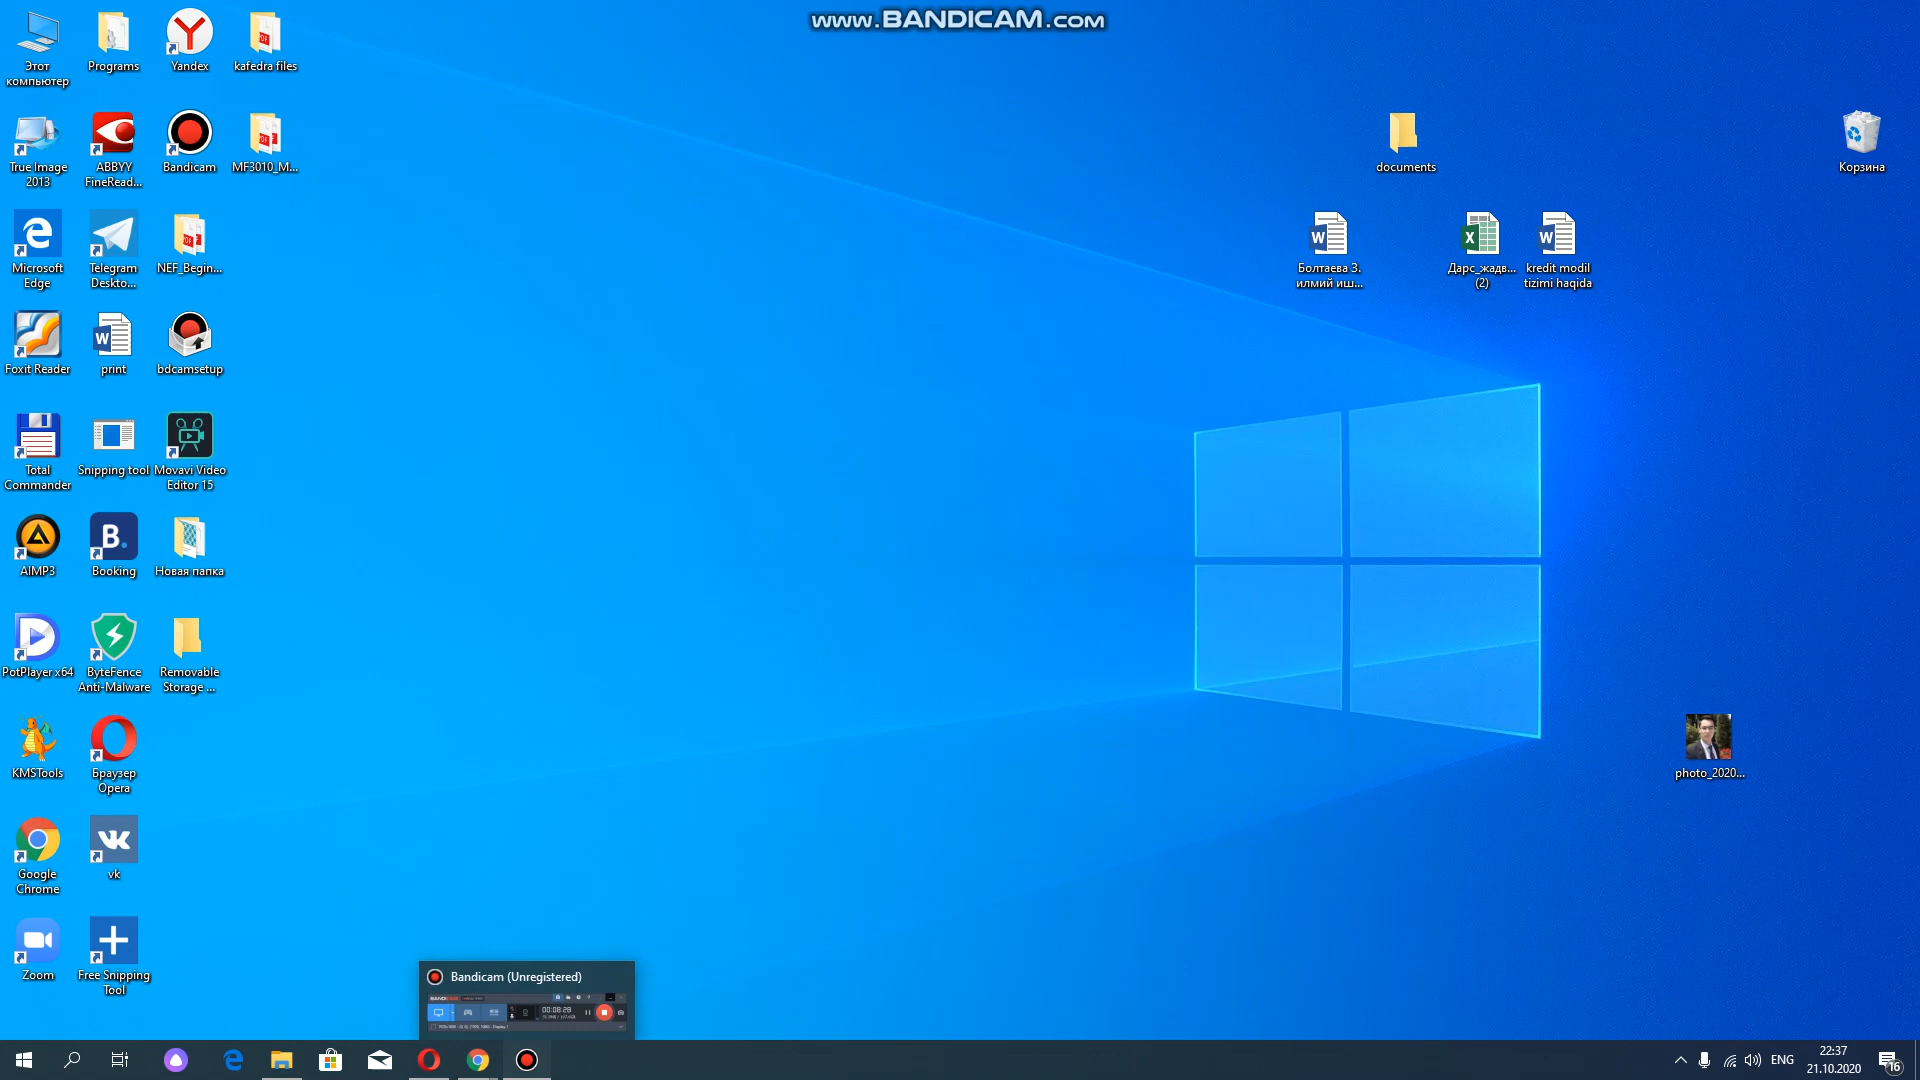 www.BANDICAM.com
Этот
компьютер
Programs
Yandex
kafedra files
True Image
2013
ABBYY
FineRead...
Bandicam
MF3010_M...
documents
Корзина
Microsoft
Edge
Telegram
Deskto...
NEF_Begin...
Болтаева З.
илмий иш...
Дарс_жадв...
(2)
kredit modil
tizimi haqida
Foxit Reader
print
bdcamsetup
Total
Commander
Snipping tool
Movavi Video
Editor 15
AIMP3
Booking
Новая папка
PotPlayer x64
ByteFence
Anti-Malware
Removable
Storage ...
KMSTools
Браузер
Opera
photo_2020...
Google
Chrome
vk
Zoom
Free Snipping
Tool
Bandicam (Unregistered)
00:08:28
ENG
22:37
21.10.2020
16